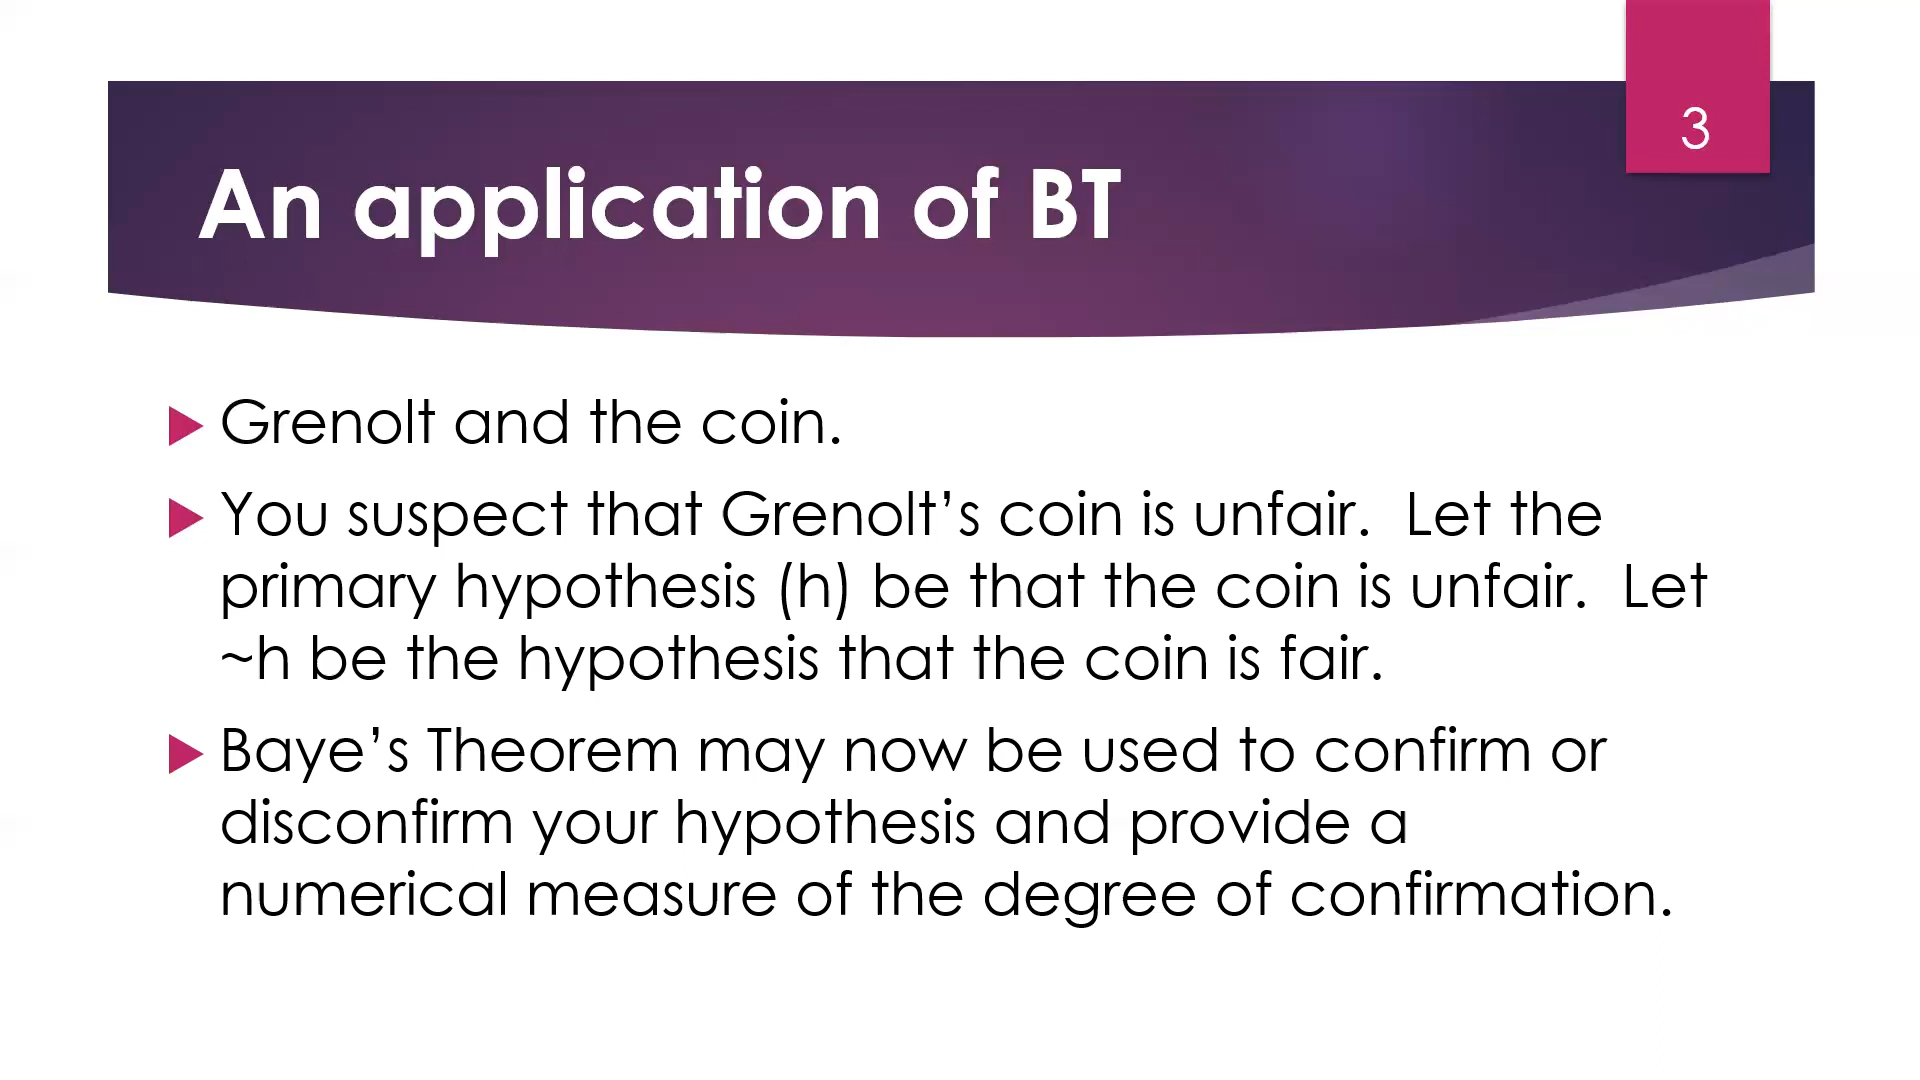 3
An application of BT
Grenolt and the coin.
You suspect that Grenolt’s coin is unfair.  Let the
primary hypothesis (h) be that the coin is unfair.  Let
~h be the hypothesis that the coin is fair.
Baye’s Theorem may now be used to confirm or
disconfirm your hypothesis and provide a
numerical measure of the degree of confirmation.